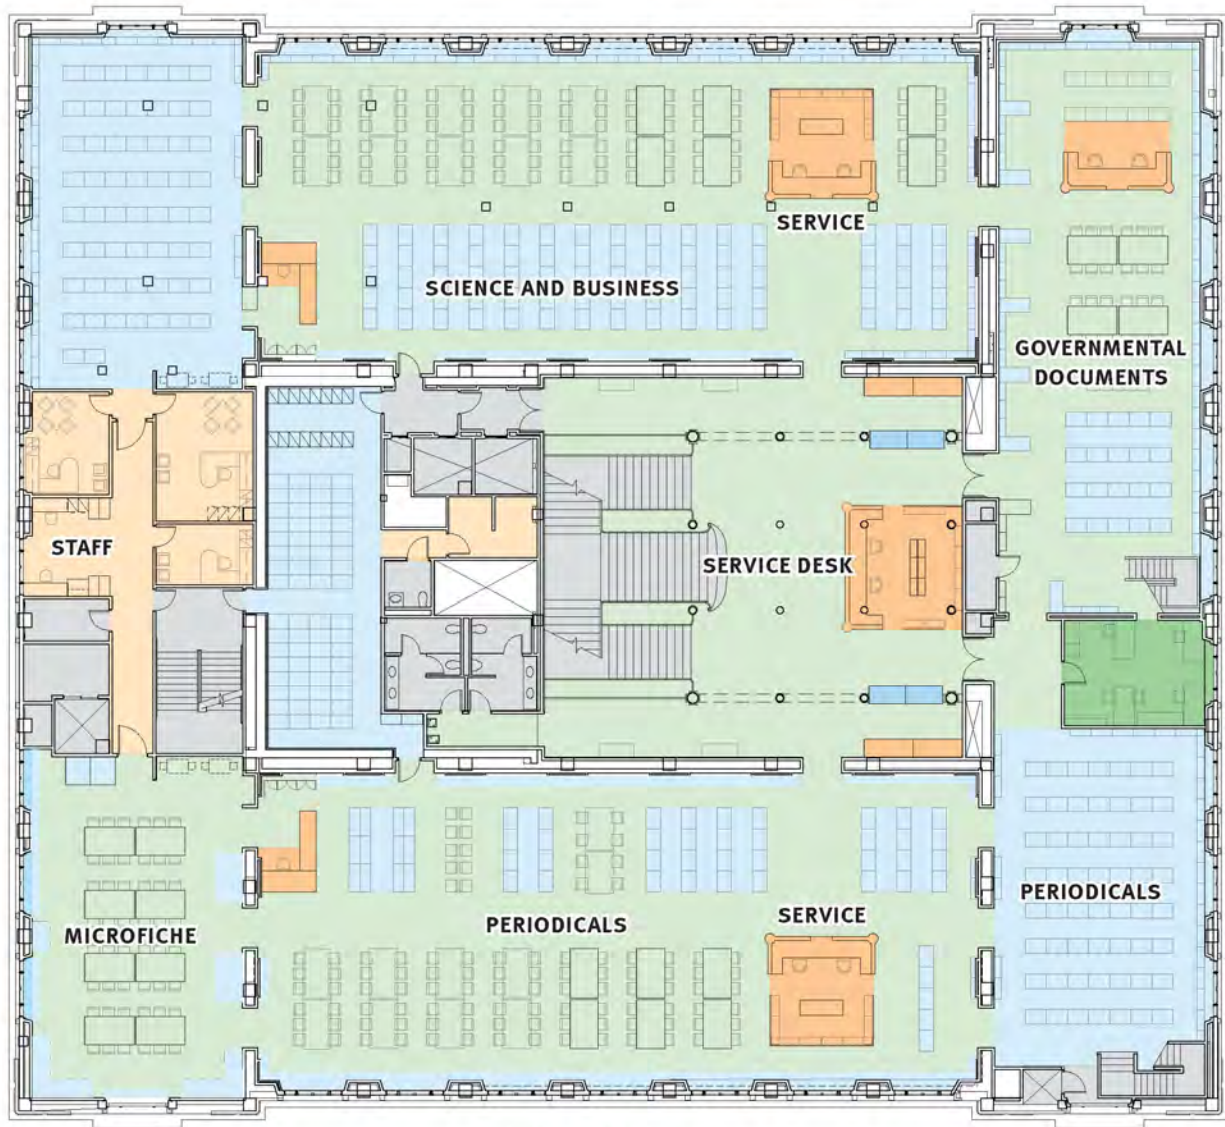 SERVICE
SCIENCE AND BUSINESS
GOVERNMENTAL
DOCUMENTS
STAFF
SERVICE DESK
PERIODICALS
MICROFICHE
PERIODICALS
SERVICE